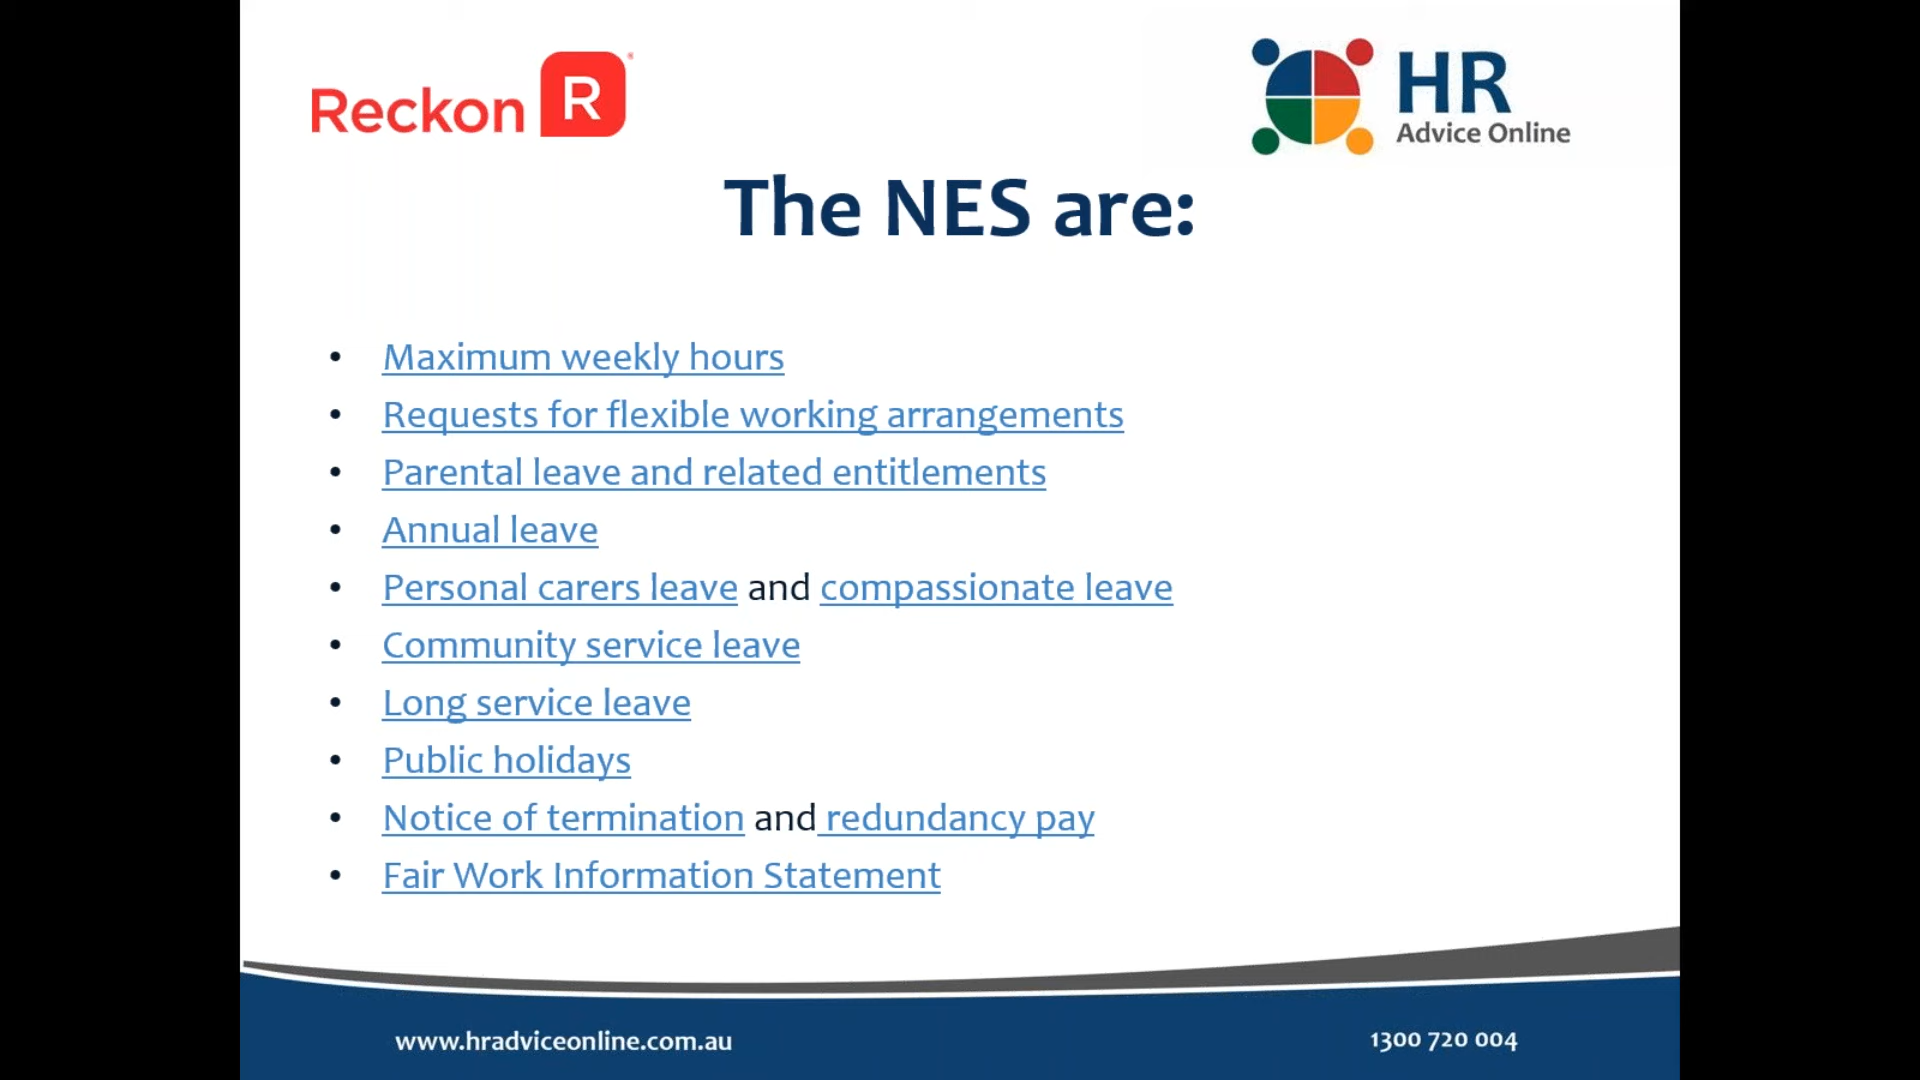 Reckon R
HR
Advice Online
The NES are:
• Maximum weekly hours
• Requests for flexible working arrangements
• Parental leave and related entitlements
• Annual leave
• Personal carers leave and compassionate leave
• Community service leave
• Long service leave
• Public holidays
• Notice of termination and redundancy pay
• Fair Work Information Statement
www.hradviceonline.com.au
1300 720 004